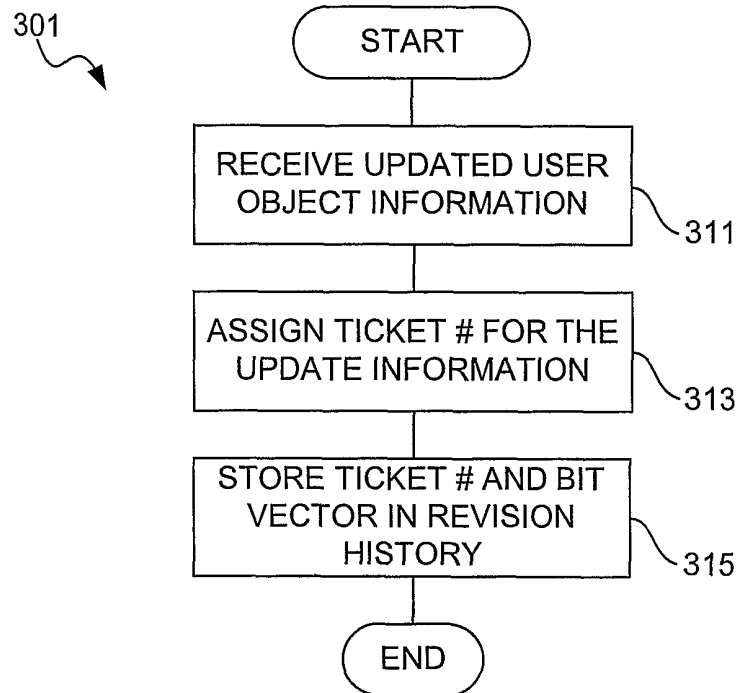 301
START
RECEIVE UPDATED USER
OBJECT INFORMATION
311
ASSIGN TICKET # FOR THE
UPDATE INFORMATION
313
STORE TICKET # AND BIT
VECTOR IN REVISION
HISTORY
315
END